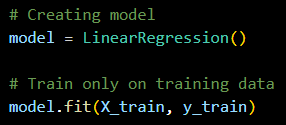 # Creating model
model = LinearRegression()
# Train only on training data
model.fit(X_train, y_train)